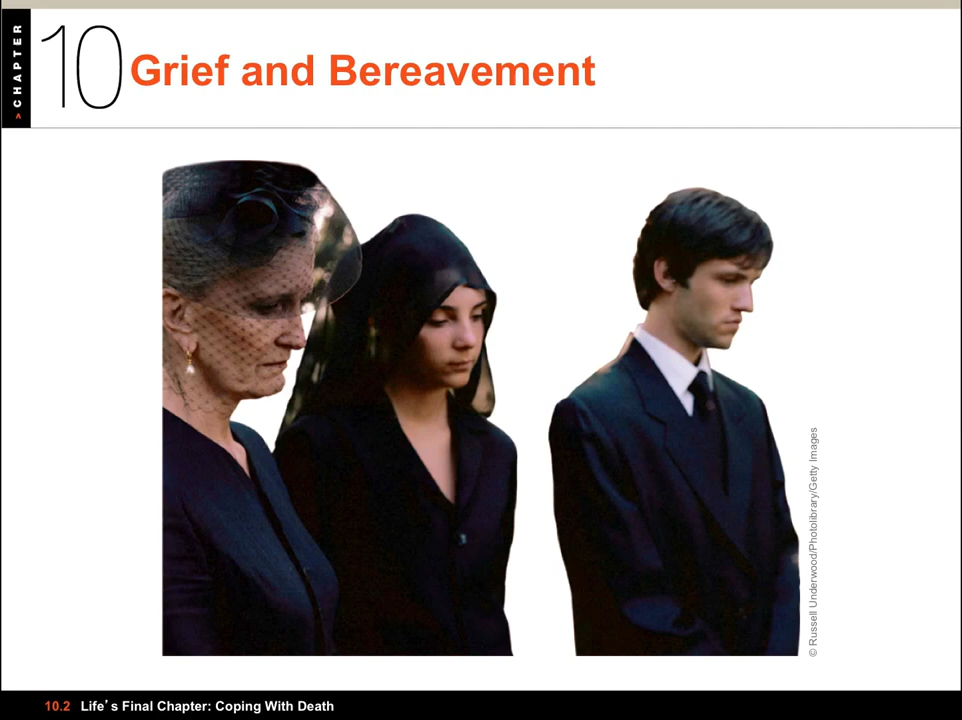 > CHAPTER
10
Grief and Bereavement
© Russell Underwood/Photolibrary/Getty Images
10.2 Life’s Final Chapter: Coping With Death